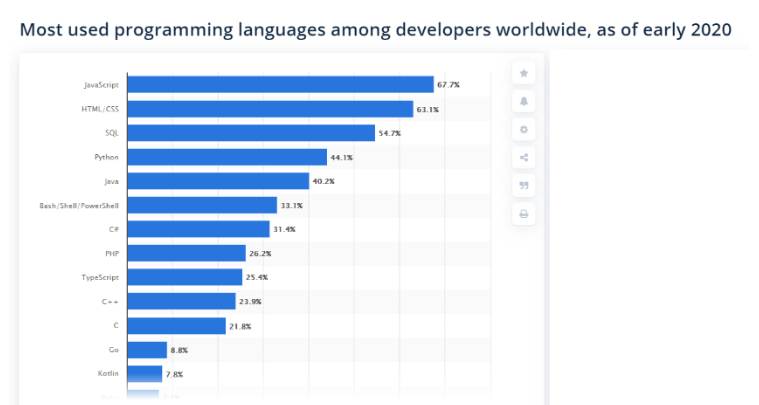 Most used programming languages among developers worldwide, as of early 2020
JavaScript 67.7%
HTML/CSS 63.1%
SQL 54.7%
Python 44.1%
Java 40.2%
Bash/Shell/PowerShell 33.1%
C# 31.4%
PHP 26.2%
TypeScript 25.4%
C++ 23.9%
C 21.8%
Go 8.8%
Kotlin 7.8%